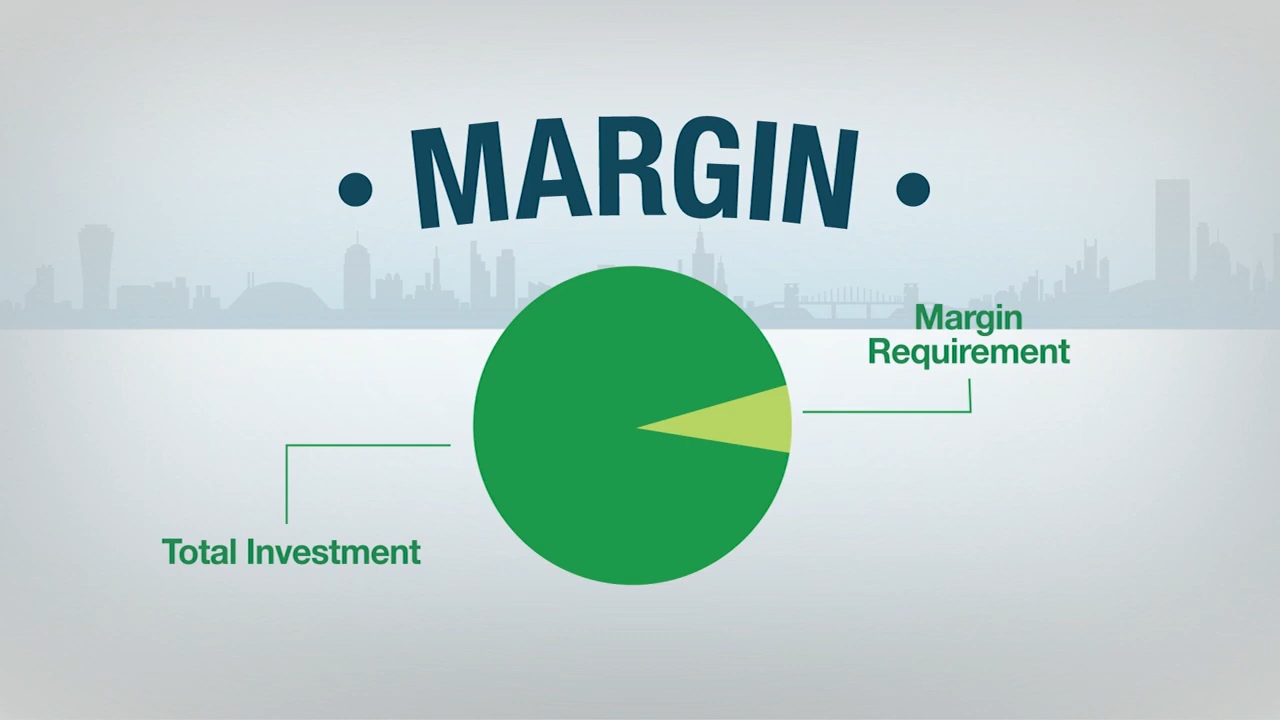 • MARGIN •
Margin
Requirement
Total Investment